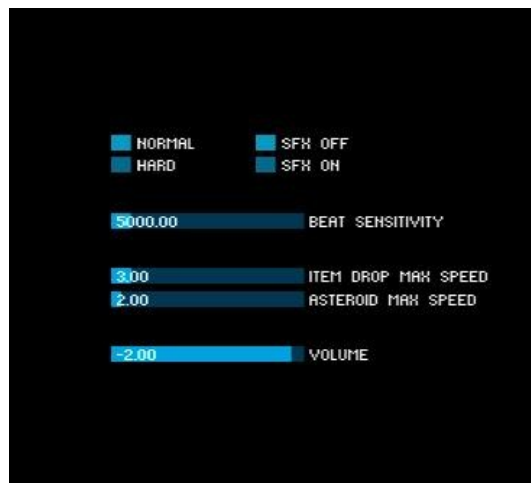 NORMAL SFX OFF
HARD SFX ON
5000.00 BEAT SENSITIVITY
3.00 ITEM DROP MAX SPEED
2.00 ASTEROID MAX SPEED
-2.00 VOLUME